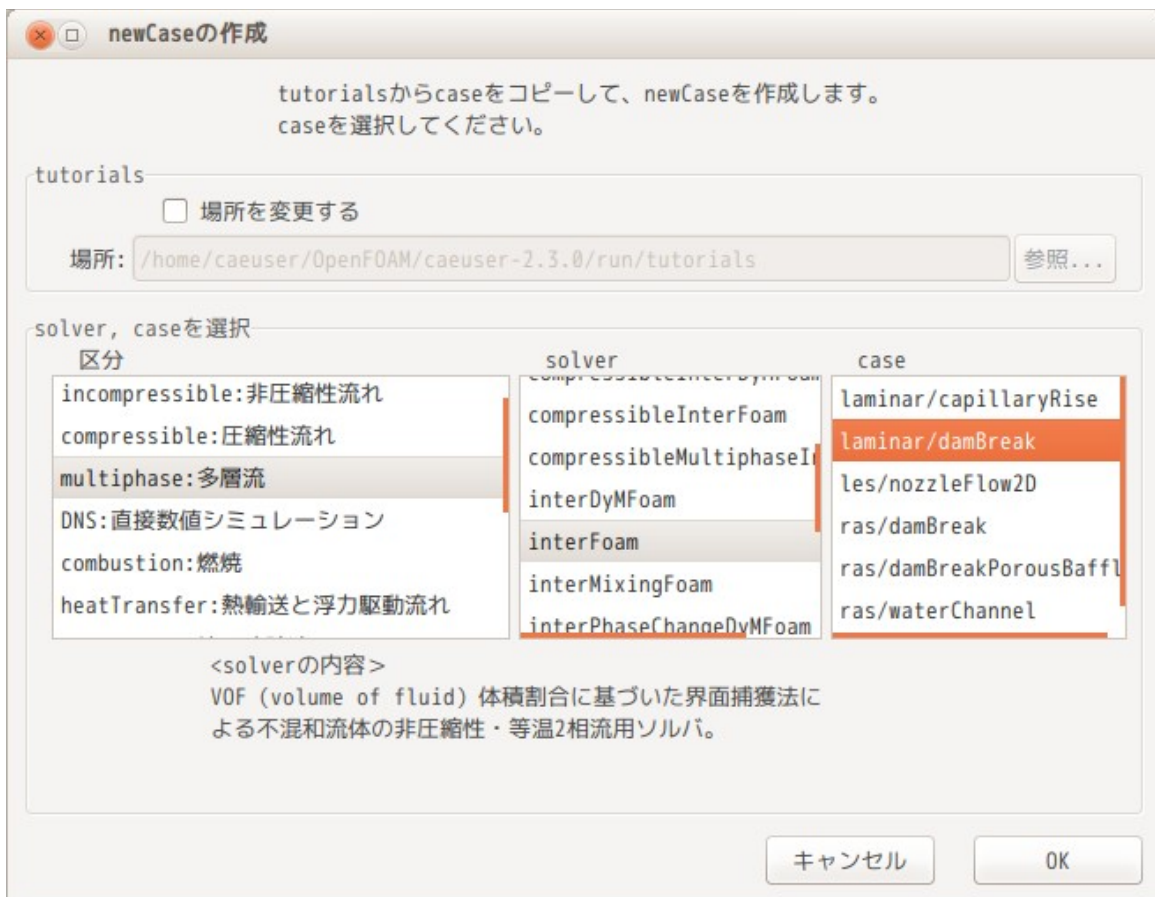 newCaseの作成
tutorialsからcaseをコピーして、newCaseを作成します。
caseを選択してください。
tutorials
場所を変更する
場所: /home/caeuser/OpenFOAM/caeuser-2.3.0/run/tutorials 参照...
solver, caseを選択
区分
incompressible:非圧縮性流れ
compressible:圧縮性流れ
multiphase:多層流
DNS:直接数値シミュレーション
combustion:燃焼
heatTransfer:熱輸送と浮力駆動流れ
solver
compressibleInterDyMFoam
compressibleInterFoam
compressibleMultiphaseIn
interDyMFoam
interFoam
interMixingFoam
interPhaseChangeDyMFoam
case
laminar/capillaryRise
laminar/damBreak
les/nozzleFlow2D
ras/damBreak
ras/damBreakPorousBaffl
ras/waterChannel
<solverの内容>
VOF (volume of fluid) 体積割合に基づいた界面捕獲法に
よる不混和流体の非圧縮性・等温2相流用ソルバ。
キャンセル OK